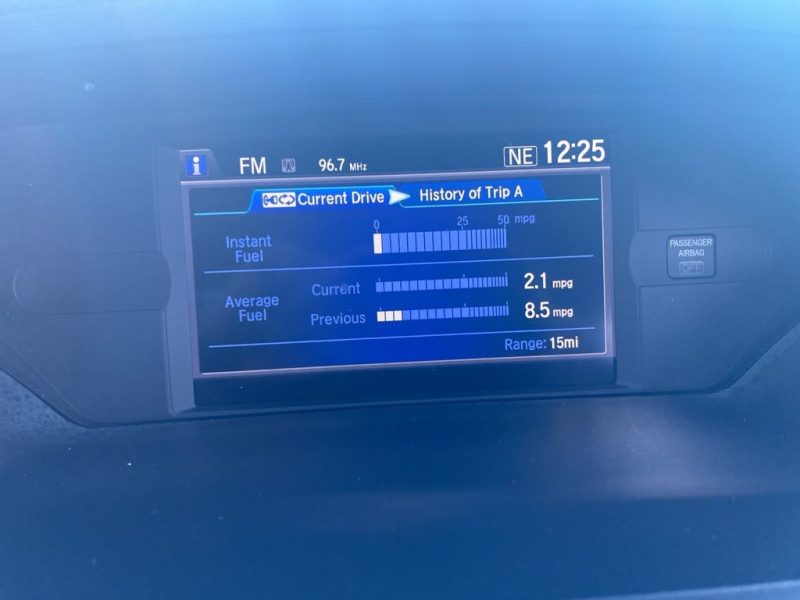 i FM 96.7 MHz NE 12:25
Current Drive History of Trip A
0 25 50 mpg
Instant
Fuel
Average
Fuel
Current 2.1 mpg
Previous 8.5 mpg
Range: 15mi
PASSENGER
AIRBAG
OFF